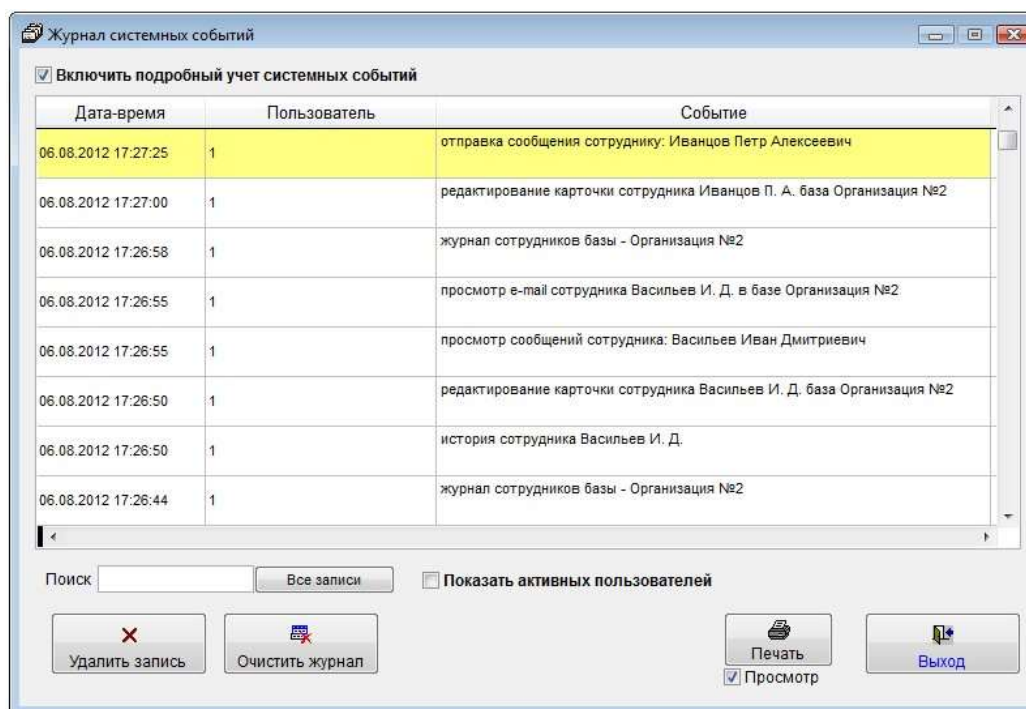 Журнал системных событий
Включить подробный учет системных событий
Дата-время Пользователь Событие
06.08.2012 17:27:25 1 отправка сообщения сотруднику: Иванцов Петр Алексеевич
06.08.2012 17:27:00 1 редактирование карточки сотрудника Иванцов П. А. база Организация №2
06.08.2012 17:26:58 1 журнал сотрудников базы - Организация №2
06.08.2012 17:26:55 1 просмотр e-mail сотрудника Васильев И. Д. в базе Организация №2
06.08.2012 17:26:55 1 просмотр сообщений сотрудника: Васильев Иван Дмитриевич
06.08.2012 17:26:50 1 редактирование карточки сотрудника Васильев И. Д. база Организация №2
06.08.2012 17:26:50 1 история сотрудника Васильев И. Д.
06.08.2012 17:26:44 1 журнал сотрудников базы - Организация №2
Поиск Все записи Показать активных пользователей
Удалить запись Очистить журнал Печать Выход
Просмотр